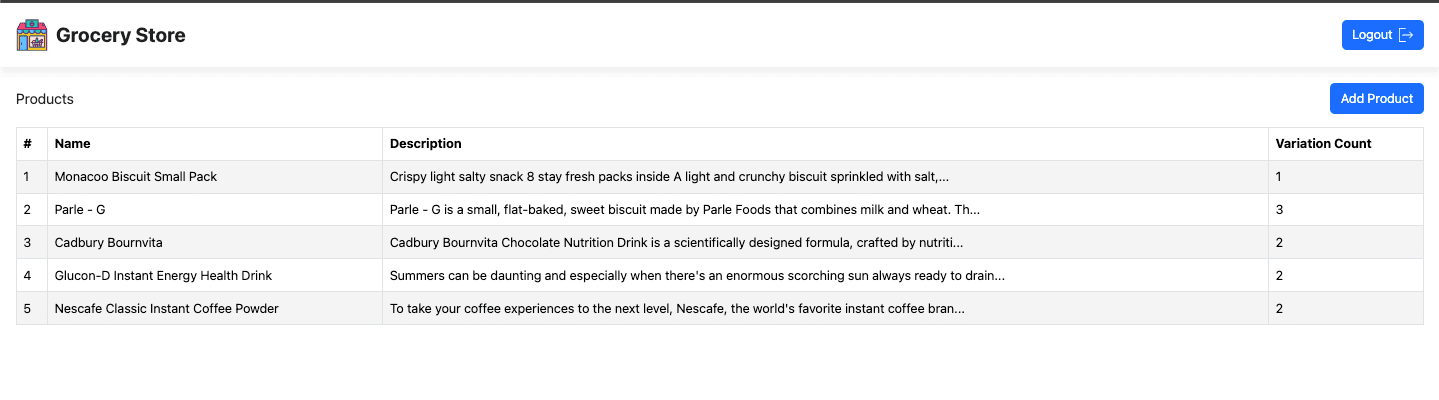 Grocery Store
Logout
Products
Add Product
# Name Description Variation Count
1 Monacoo Biscuit Small Pack Crispy light salty snack 8 stay fresh packs inside A light and crunchy biscuit sprinkled with salt,... 1
2 Parle - G Parle - G is a small, flat-baked, sweet biscuit made by Parle Foods that combines milk and wheat. Th... 3
3 Cadbury Bournvita Cadbury Bournvita Chocolate Nutrition Drink is a scientifically designed formula, crafted by nutriti... 2
4 Glucon-D Instant Energy Health Drink Summers can be daunting and especially when there's an enormous scorching sun always ready to drain... 2
5 Nescafe Classic Instant Coffee Powder To take your coffee experiences to the next level, Nescafe, the world's favorite instant coffee bran... 2